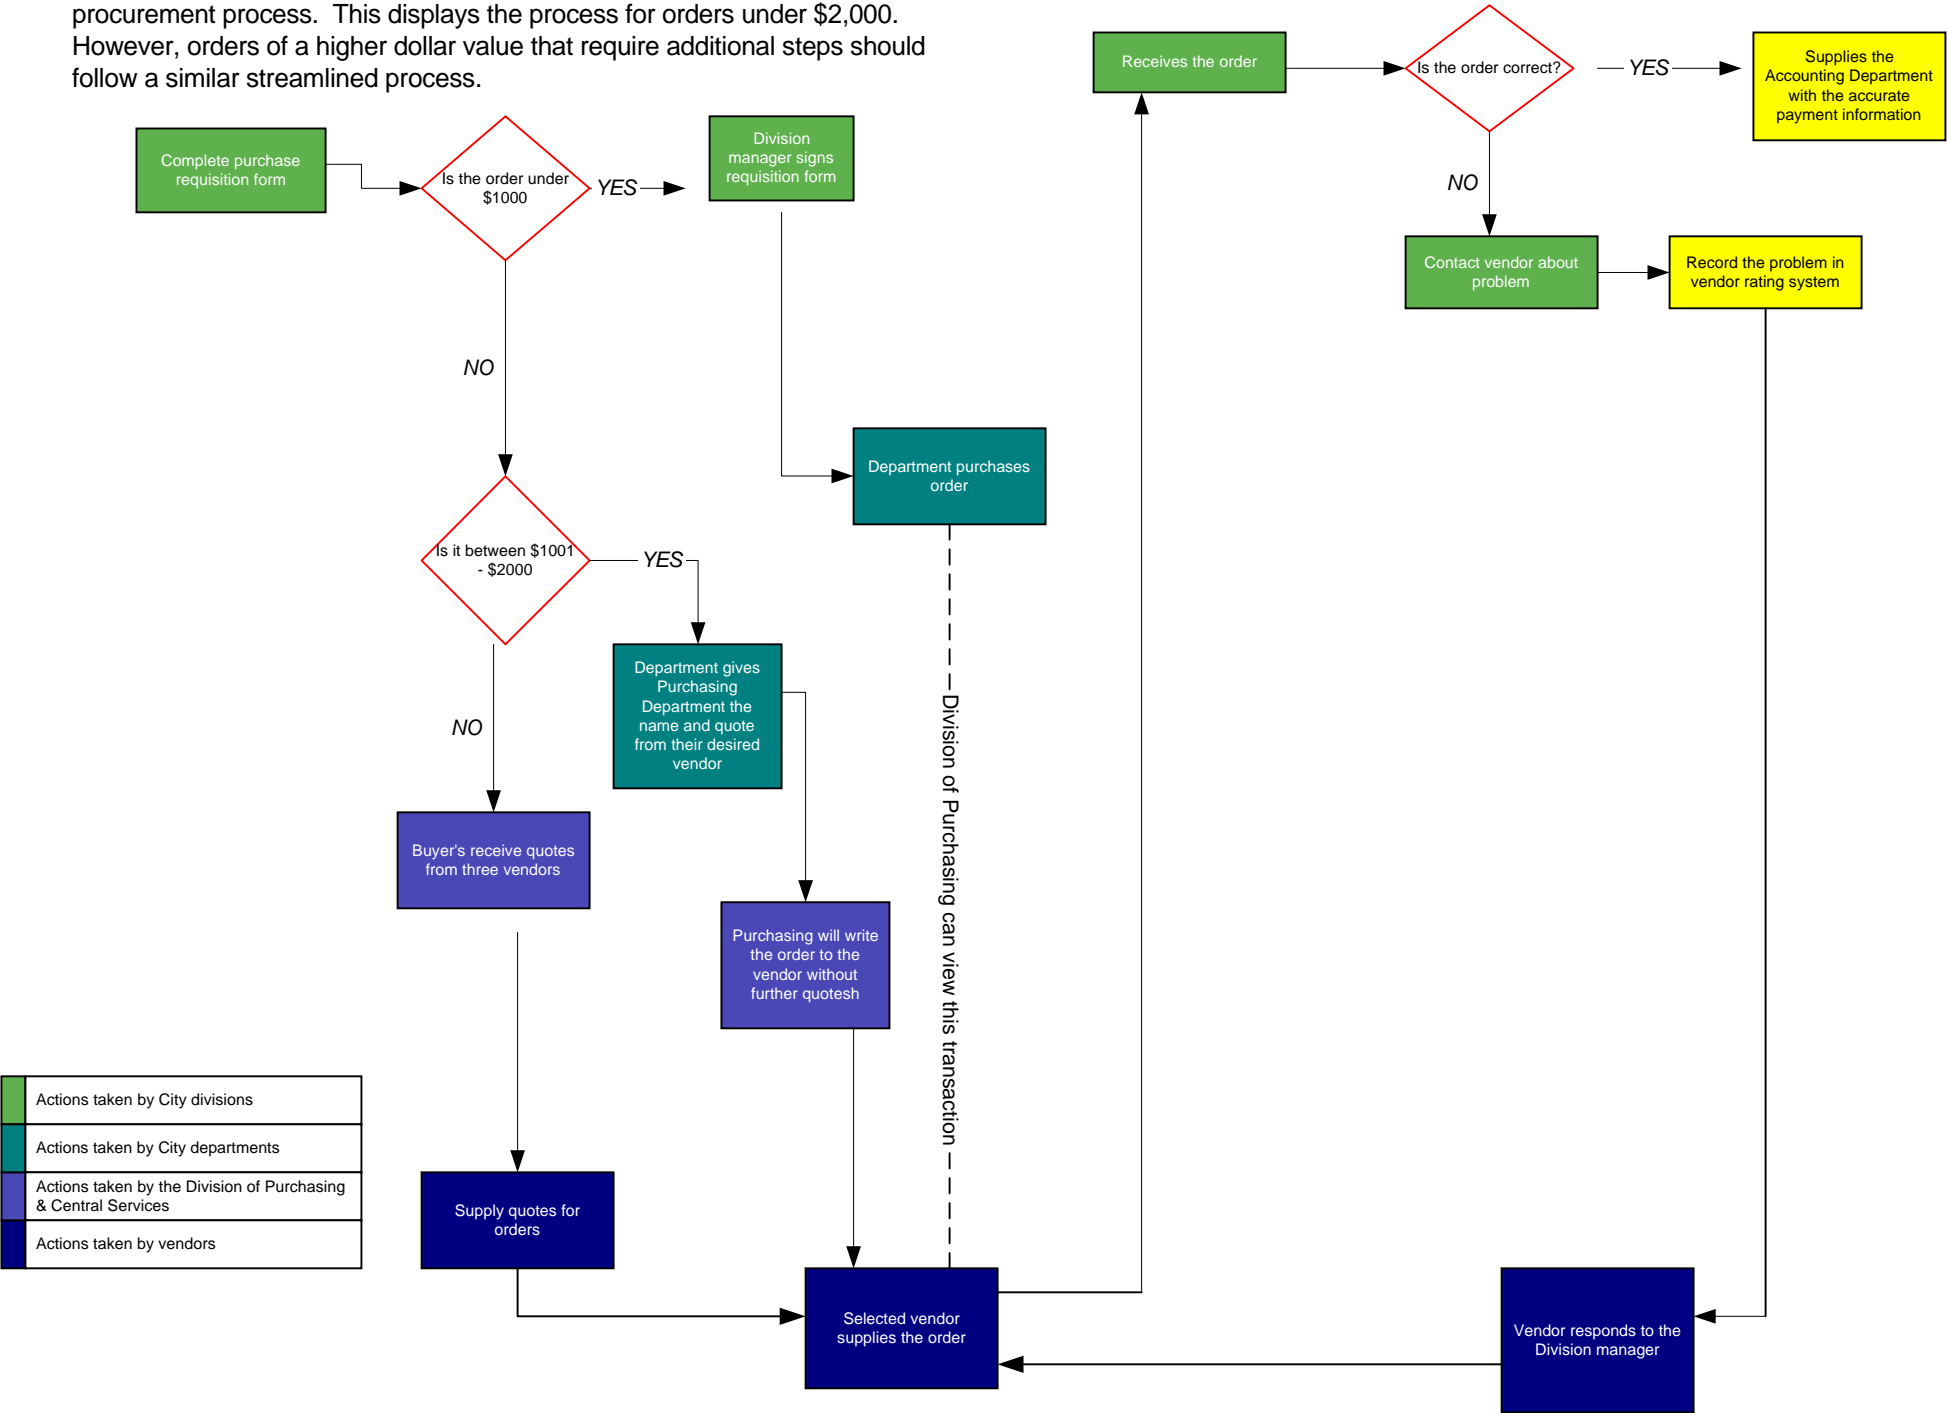 procurement process.  This displays the process for orders under $2,000.
However, orders of a higher dollar value that require additional steps should
follow a similar streamlined process.
Complete purchase
requisition form
Is the order under
$1000
YES
Division
manager signs
requisition form
NO
Department purchases
order
Is it between $1001
- $2000
YES
Department gives
Purchasing
Department the
name and quote
from their desired
vendor
NO
Buyer's receive quotes
from three vendors
Purchasing will write
the order to the
vendor without
further quotesh
Division of Purchasing can view this transaction
Supply quotes for
orders
Selected vendor
supplies the order
Receives the order
Is the order correct?
YES
Supplies the
Accounting Department
with the accurate
payment information
NO
Contact vendor about
problem
Record the problem in
vendor rating system
Vendor responds to the
Division manager
Actions taken by City divisions
Actions taken by City departments
Actions taken by the Division of Purchasing
& Central Services
Actions taken by vendors